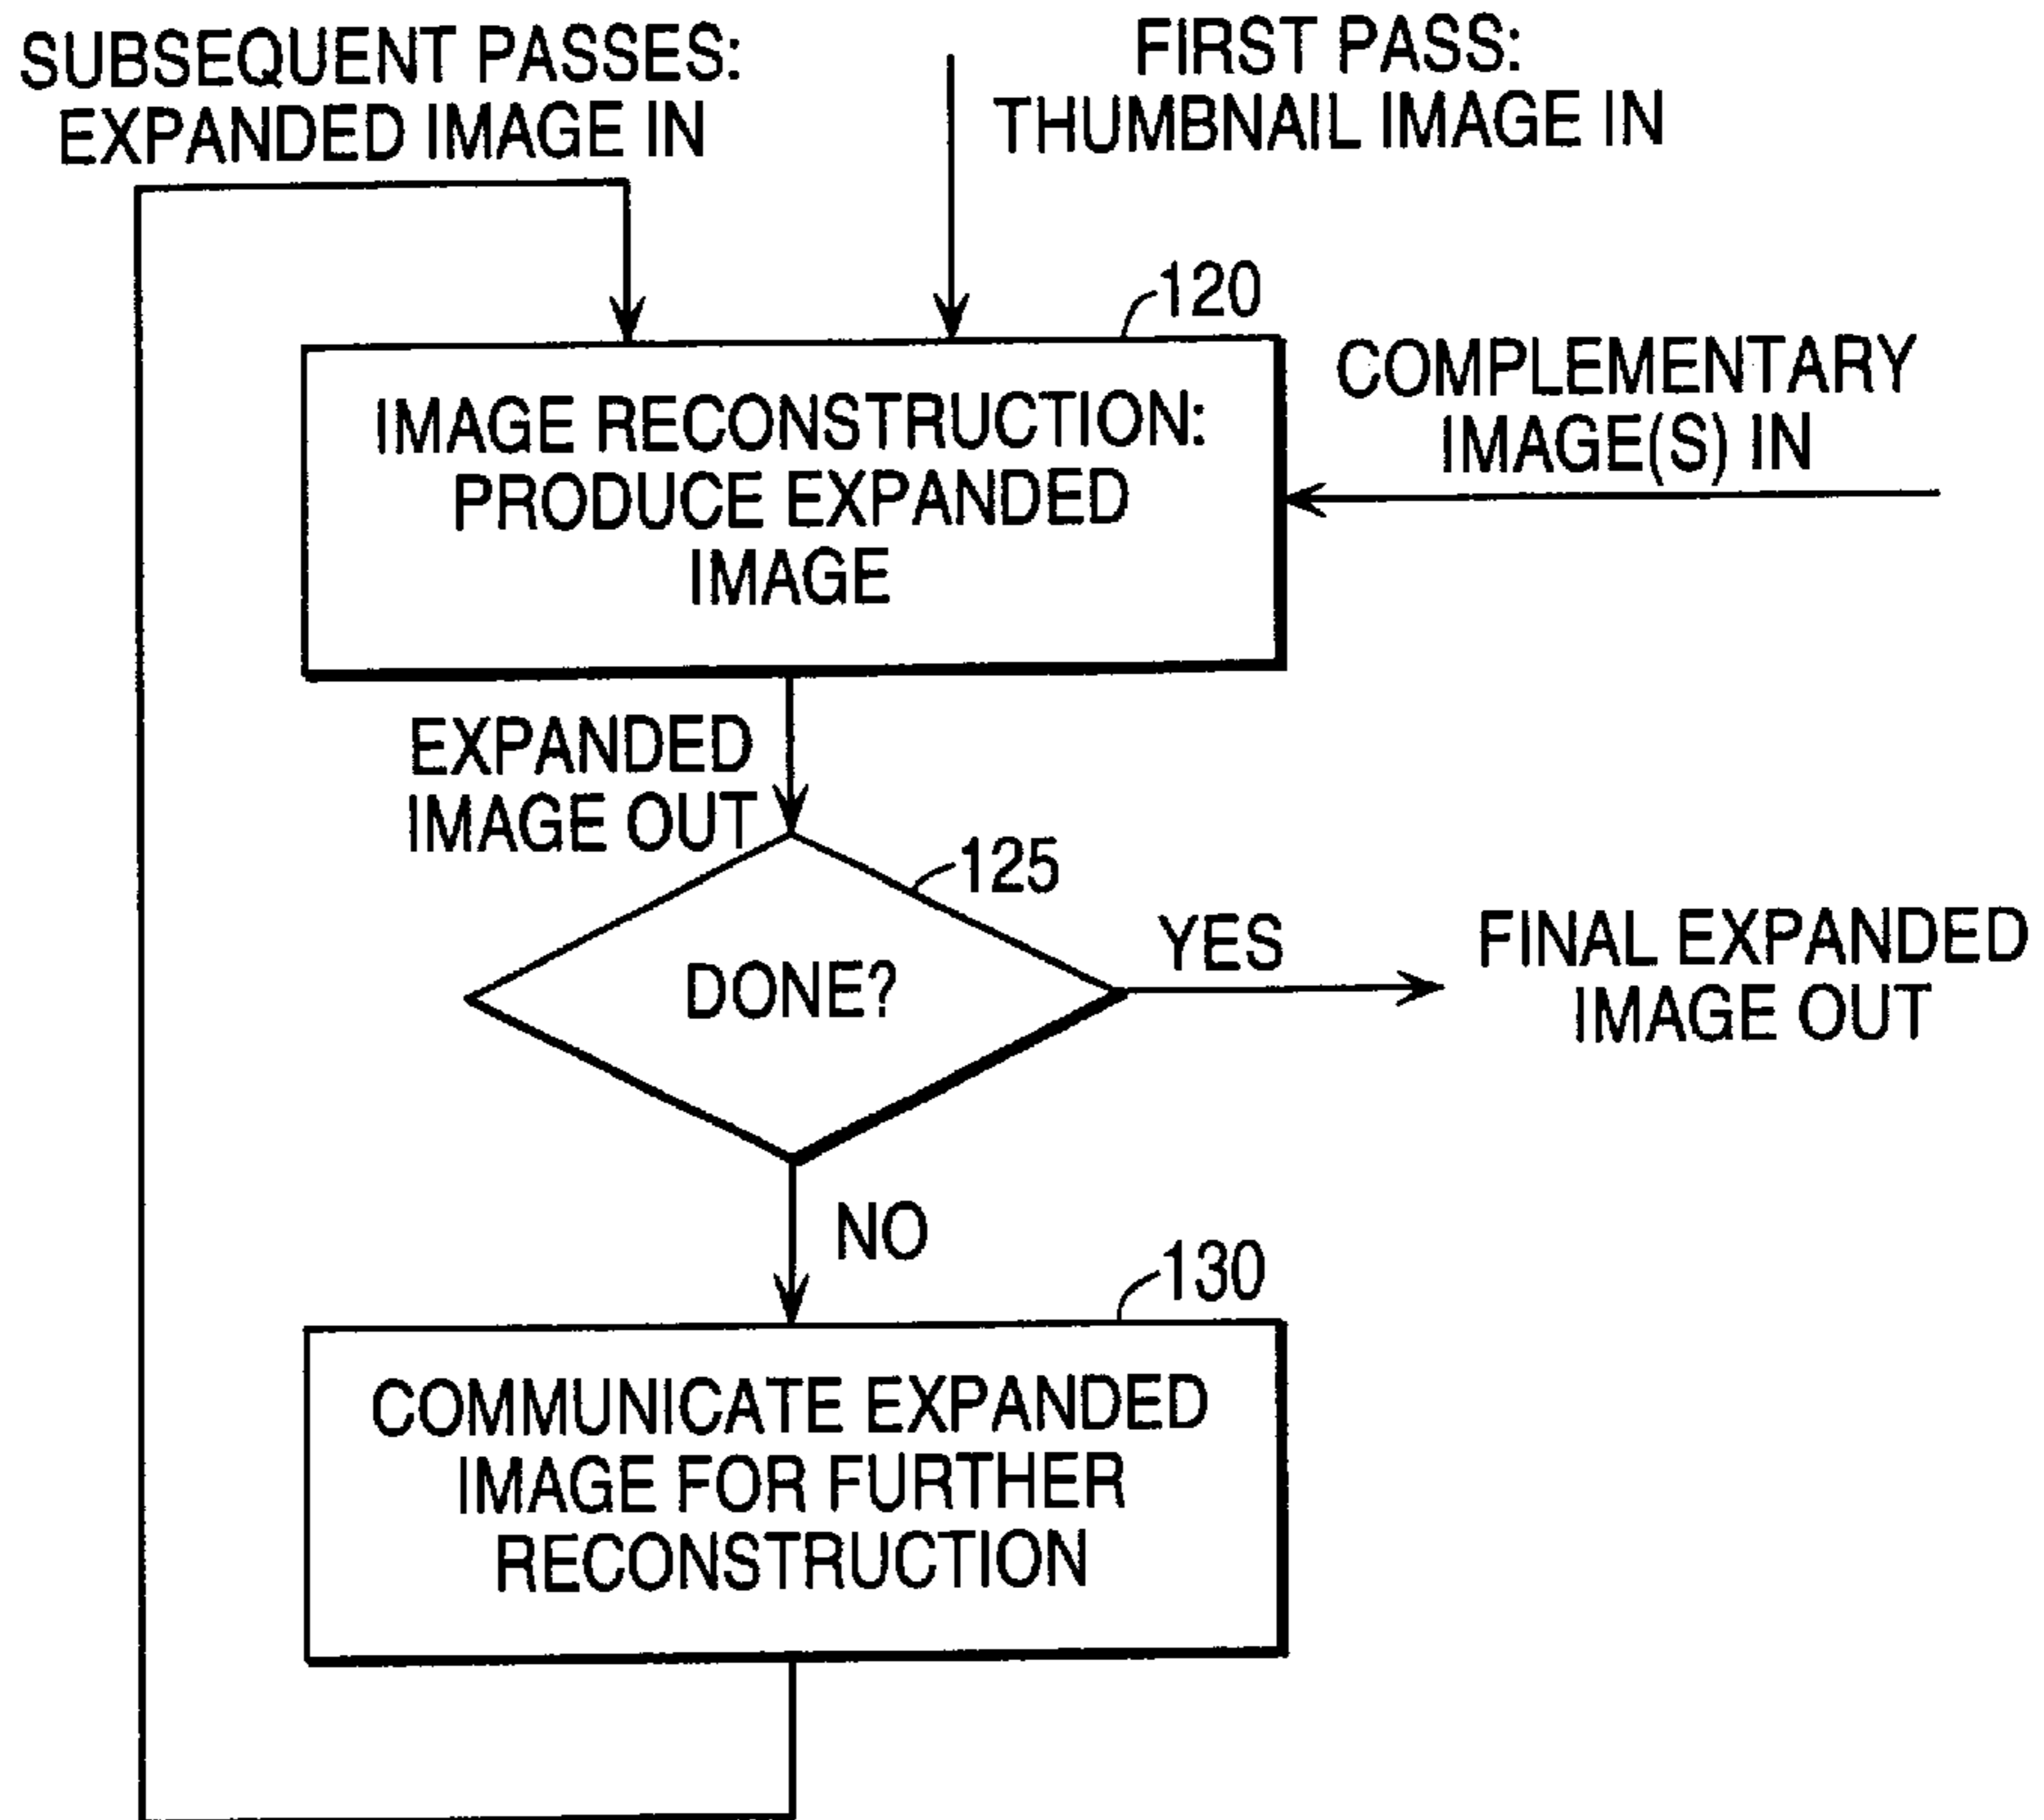 SUBSEQUENT PASSES:
EXPANDED IMAGE IN
FIRST PASS:
THUMBNAIL IMAGE IN
120
COMPLEMENTARY
IMAGE(S) IN
IMAGE RECONSTRUCTION:
PRODUCE EXPANDED
IMAGE
EXPANDED
IMAGE OUT
125
DONE?
YES
FINAL EXPANDED
IMAGE OUT
NO
130
COMMUNICATE EXPANDED
IMAGE FOR FURTHER
RECONSTRUCTION